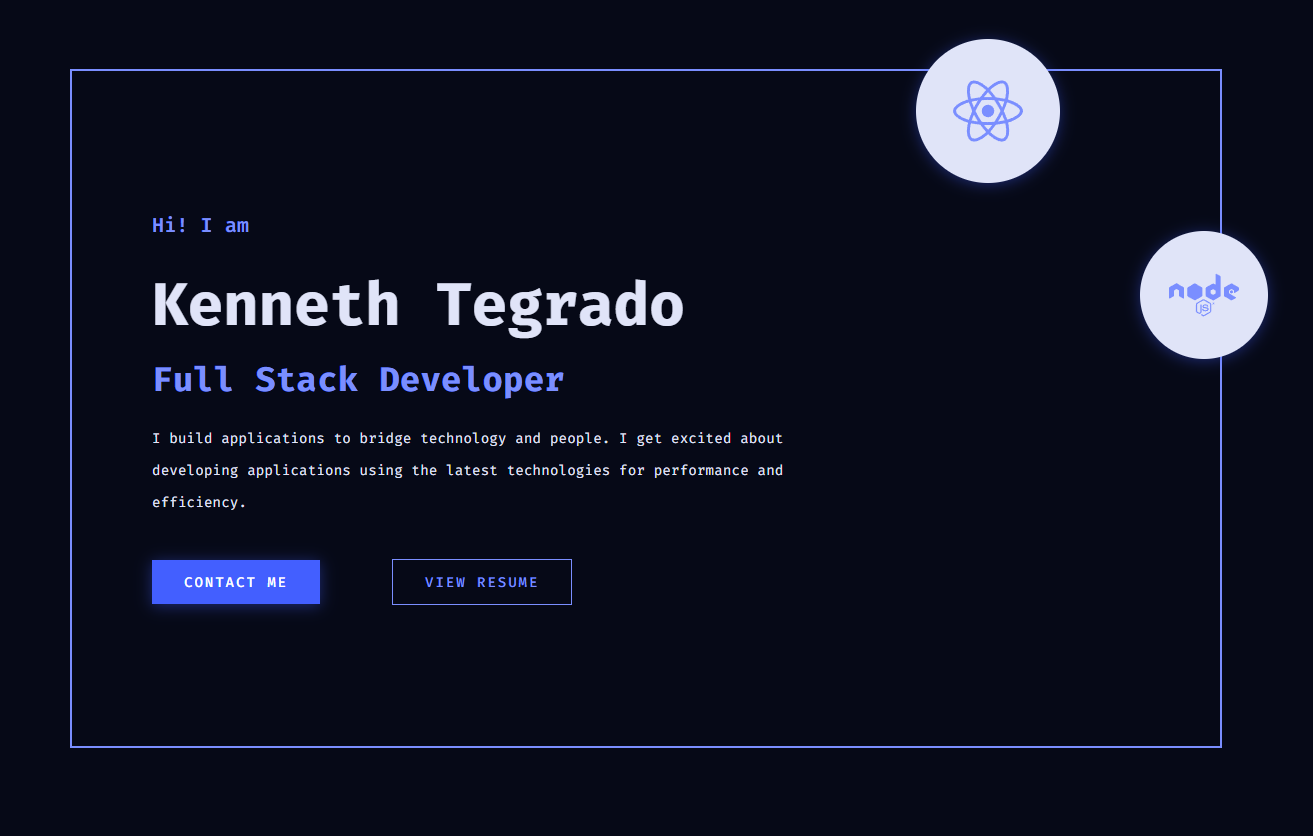 Hi! I am
Kenneth Tegrado
node
JS
Full Stack Developer
I build applications to bridge technology and people. I get excited about
developing applications using the latest technologies for performance and
efficiency.
CONTACT ME
VIEW RESUME